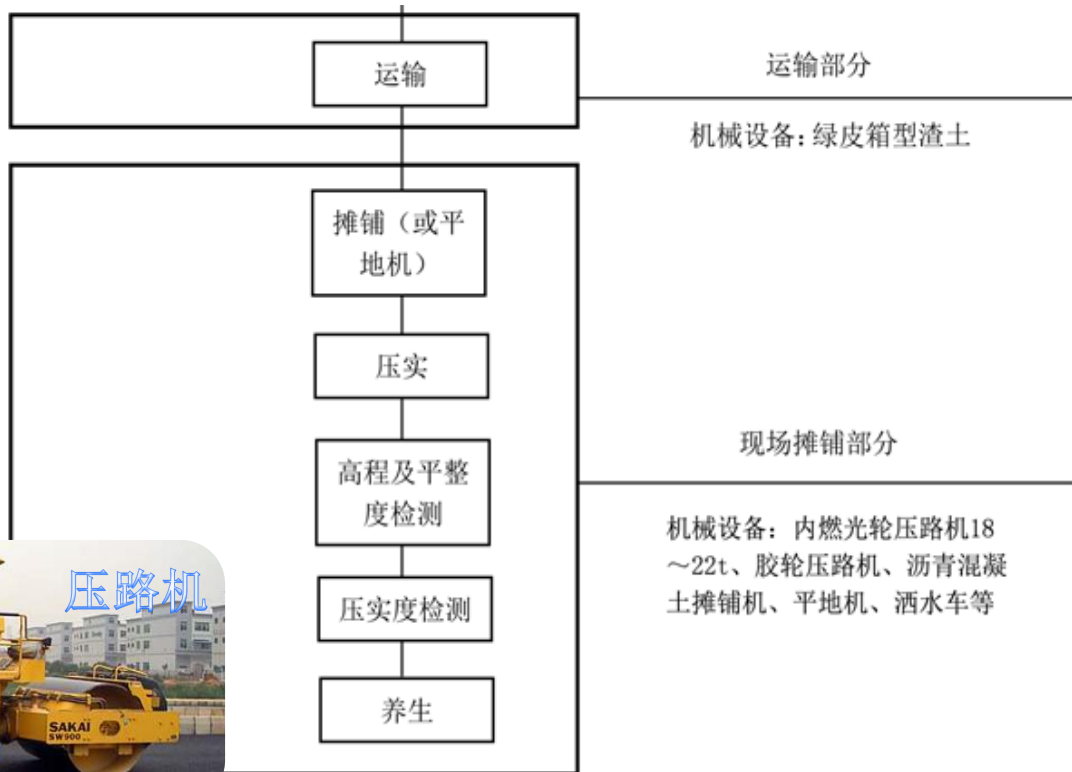 运输
运输部分
机械设备：绿皮箱型渣土
摊铺（或平
地机）
压实
高程及平整
度检测
现场摊铺部分
机械设备：内燃光轮压路机18
～22t、胶轮压路机、沥青混凝
土摊铺机、平地机、洒水车等
压实度检测
养生
压路机
SAKAI
SW900